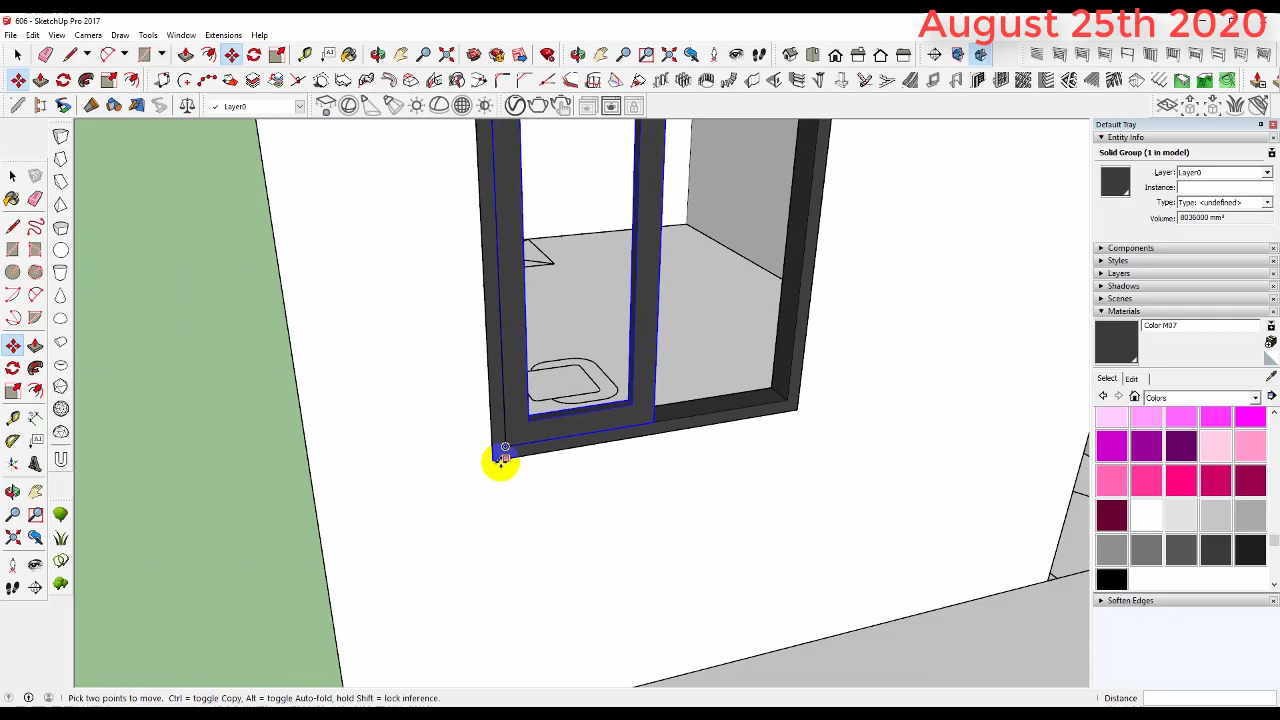 606 - SketchUp Pro 2017
August 25th 2020
File Edit View Camera Draw Tools Window Extensions Help
Layer0
Default Tray
Entity Info
Solid Group (1 in model)
Layer: Layer0
Instance:
Type: Type: <undefined>
Volume: 8036000 mm³
Components
Styles
Layers
Shadows
Scenes
Materials
Color M07
Select Edit
Colors
Soften Edges
Pick two points to move. Ctrl = toggle Copy, Alt = toggle Auto-fold, hold Shift = lock inference.
Distance